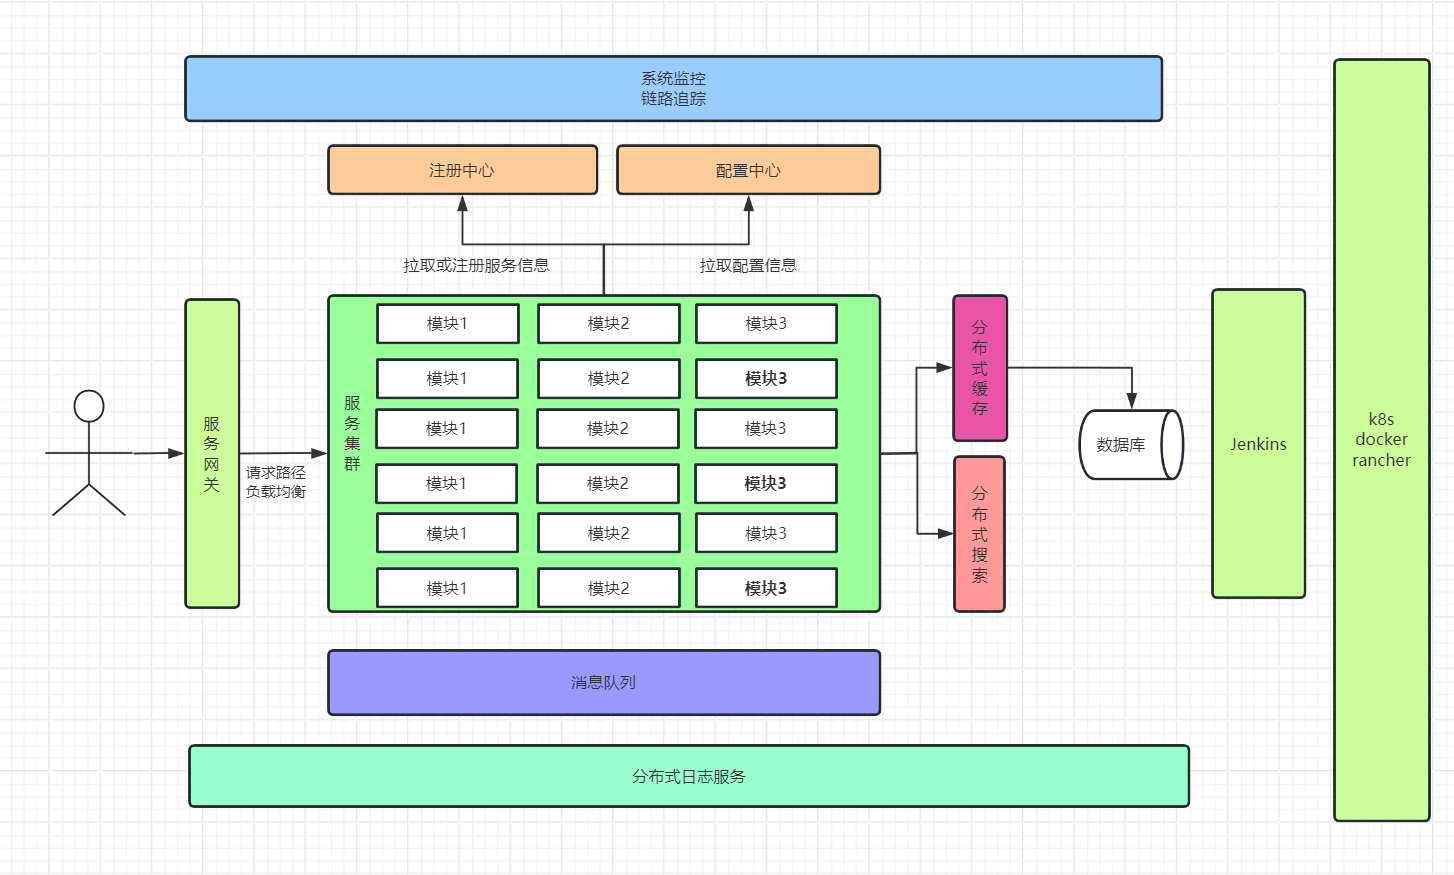 系统监控
链路追踪
注册中心
配置中心
拉取或注册服务信息
拉取配置信息
服务网关
请求路径
负载均衡
服务集群
模块1
模块2
模块3
模块1
模块2
模块3
模块1
模块2
模块3
模块1
模块2
模块3
模块1
模块2
模块3
模块1
模块2
模块3
分布式缓存
分布式搜索
数据库
Jenkins
k8s
docker
rancher
消息队列
分布式日志服务